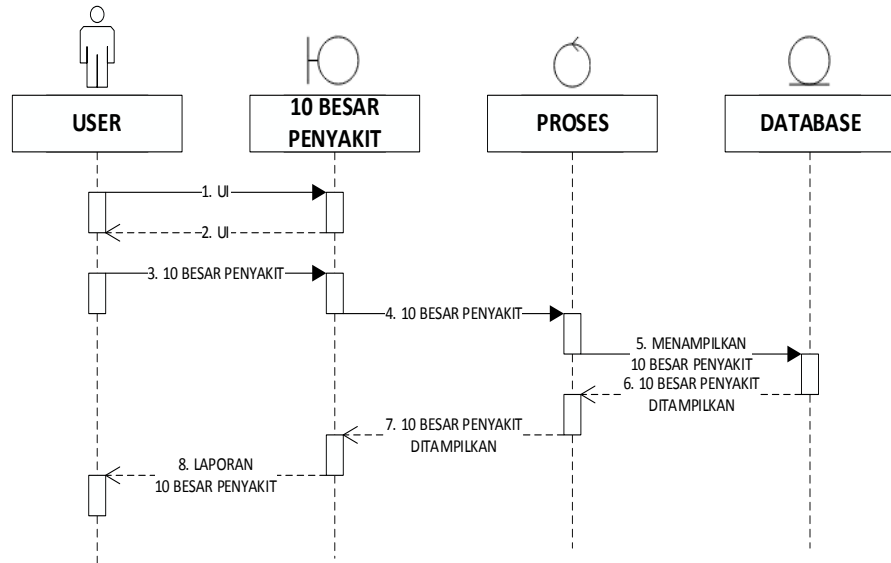 USER
10 BESAR
PENYAKIT
PROSES
DATABASE
1. UI
2. UI
3. 10 BESAR PENYAKIT
4. 10 BESAR PENYAKIT
5. MENAMPILKAN
10 BESAR PENYAKIT
6. 10 BESAR PENYAKIT
DITAMPILKAN
7. 10 BESAR PENYAKIT
DITAMPILKAN
8. LAPORAN
10 BESAR PENYAKIT